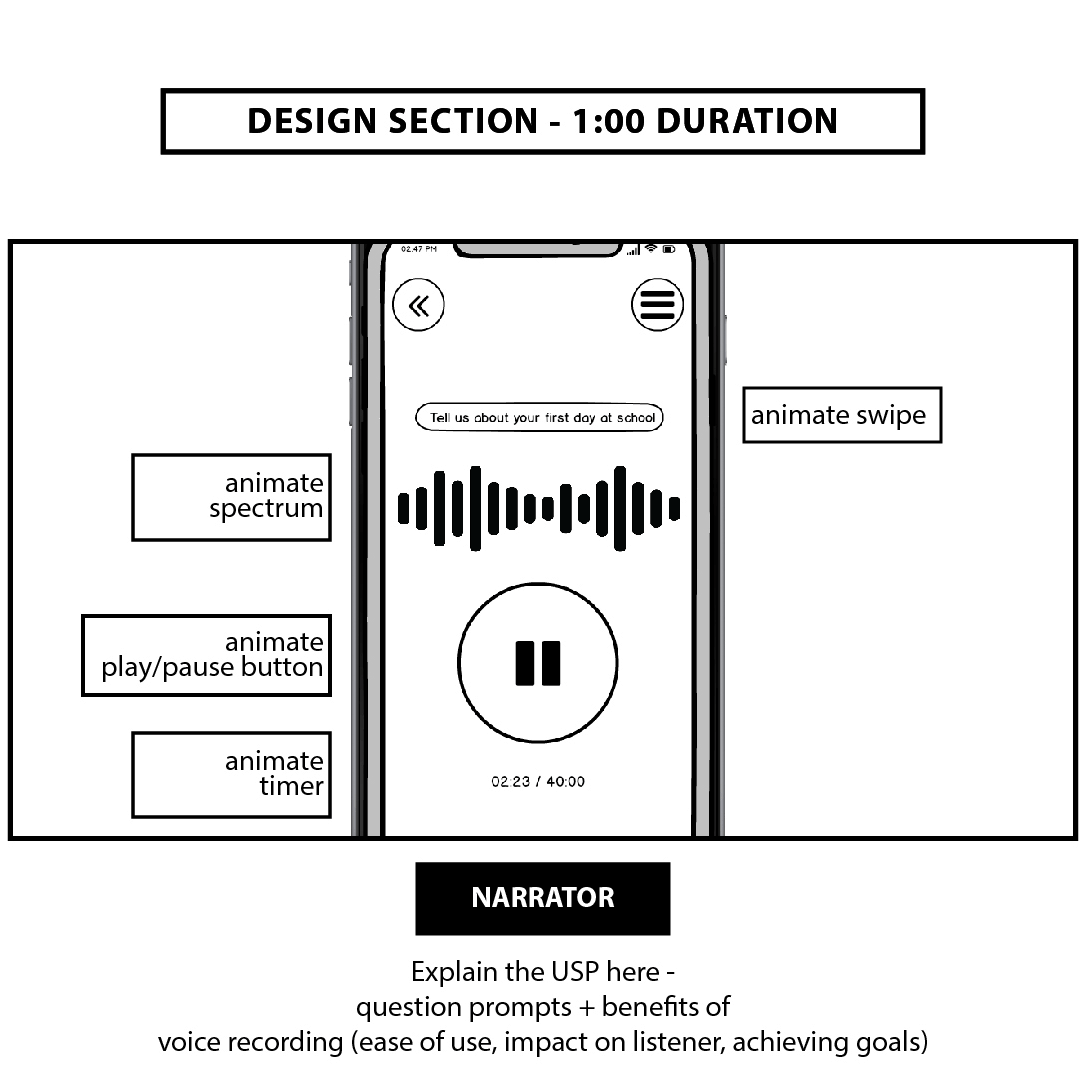 DESIGN SECTION - 1:00 DURATION
02:47 PM
Tell us about your first day at school
animate swipe
animate
spectrum
animate
play/pause button
animate
timer
02:23 / 40:00
NARRATOR
Explain the USP here -
question prompts + benefits of
voice recording (ease of use, impact on listener, achieving goals)